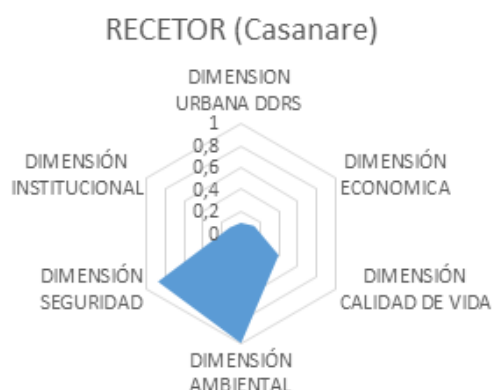 RECETOR (Casanare)
DIMENSION
URBANA DDRS
1
0,8
0,6
0,4
0,2
0
DIMENSIÓN
ECONOMICA
DIMENSIÓN
CALIDAD DE VIDA
DIMENSIÓN
AMBIENTAL
DIMENSIÓN
SEGURIDAD
DIMENSIÓN
INSTITUCIONAL